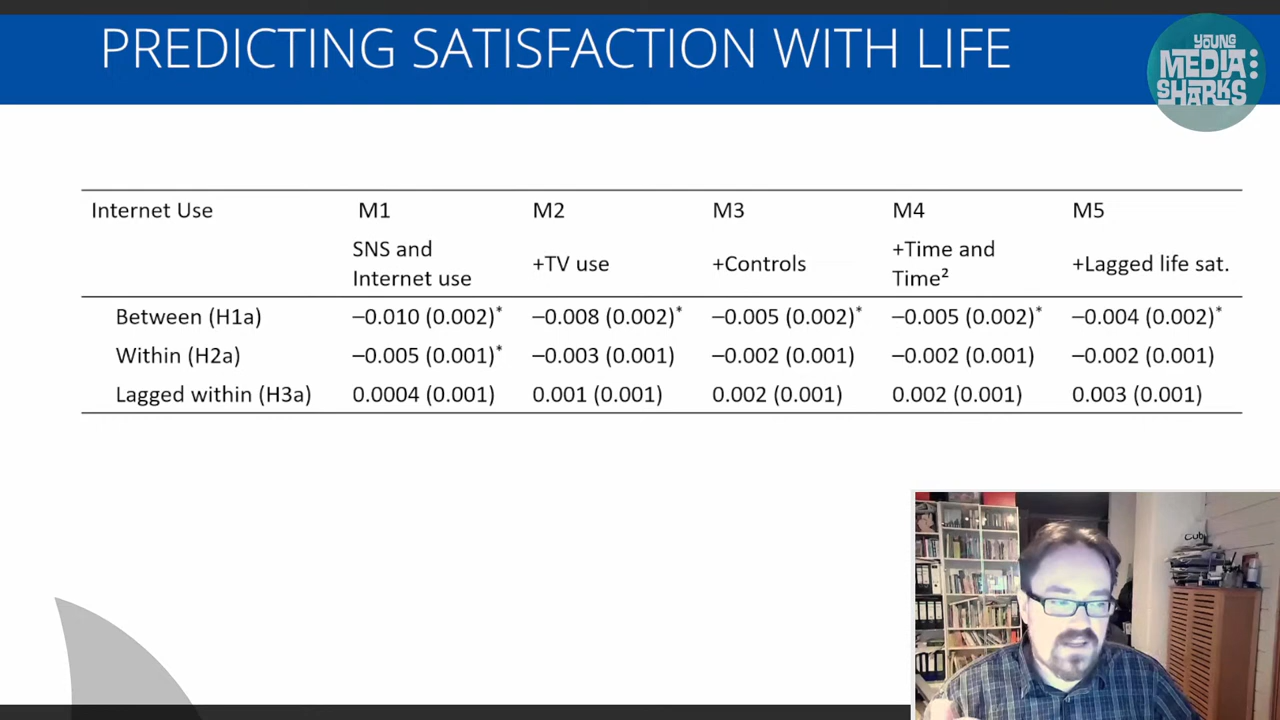 PREDICTING SATISFACTION WITH LIFE
YOUNG
MEDIA:
SHARKS
Internet Use M1 M2 M3 M4 M5
SNS and Internet use +TV use +Controls +Time and Time² +Lagged life sat.
Between (H1a) –0.010 (0.002)* –0.008 (0.002)* –0.005 (0.002)* –0.005 (0.002)* –0.004 (0.002)*
Within (H2a) –0.005 (0.001)* –0.003 (0.001) –0.002 (0.001) –0.002 (0.001) –0.002 (0.001)
Lagged within (H3a) 0.0004 (0.001) 0.001 (0.001) 0.002 (0.001) 0.002 (0.001) 0.003 (0.001)